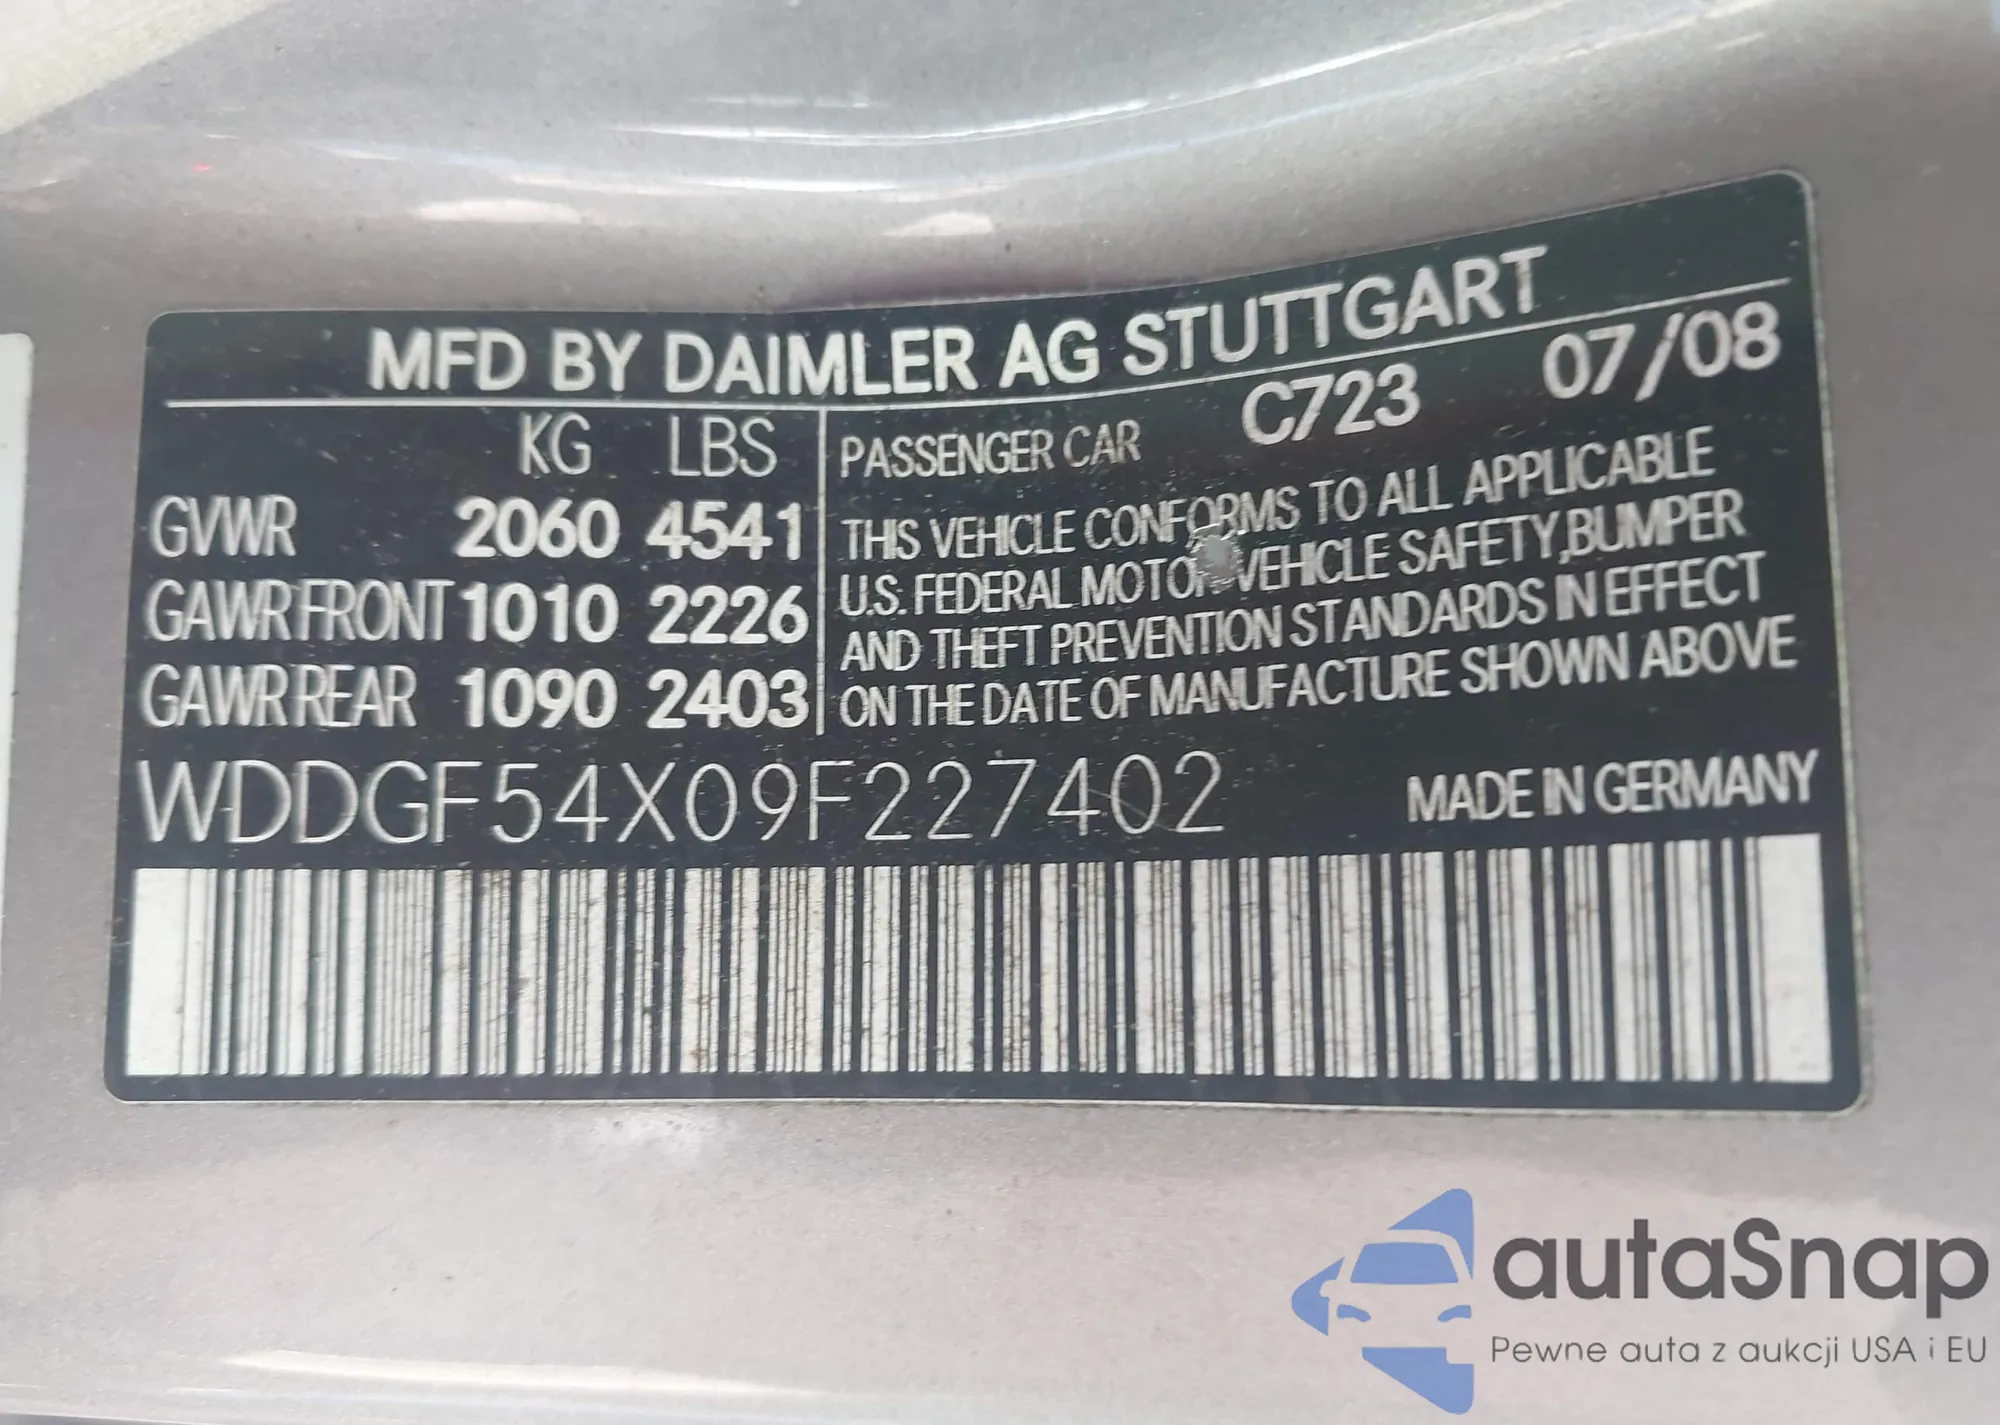 MFD BY DAIMLER AG STUTTGART
KG LBS
GVWR 2060 4541
GAWR FRONT 1010 2226
GAWR REAR 1090 2403
PASSENGER CAR C723 07/08
THIS VEHICLE CONFORMS TO ALL APPLICABLE
U.S. FEDERAL MOTOR VEHICLE SAFETY,BUMPER
AND THEFT PREVENTION STANDARDS IN EFFECT
ON THE DATE OF MANUFACTURE SHOWN ABOVE
WDDGF54X09F227402
MADE IN GERMANY
autaSnap
Pewne auta z aukcji USA i EU